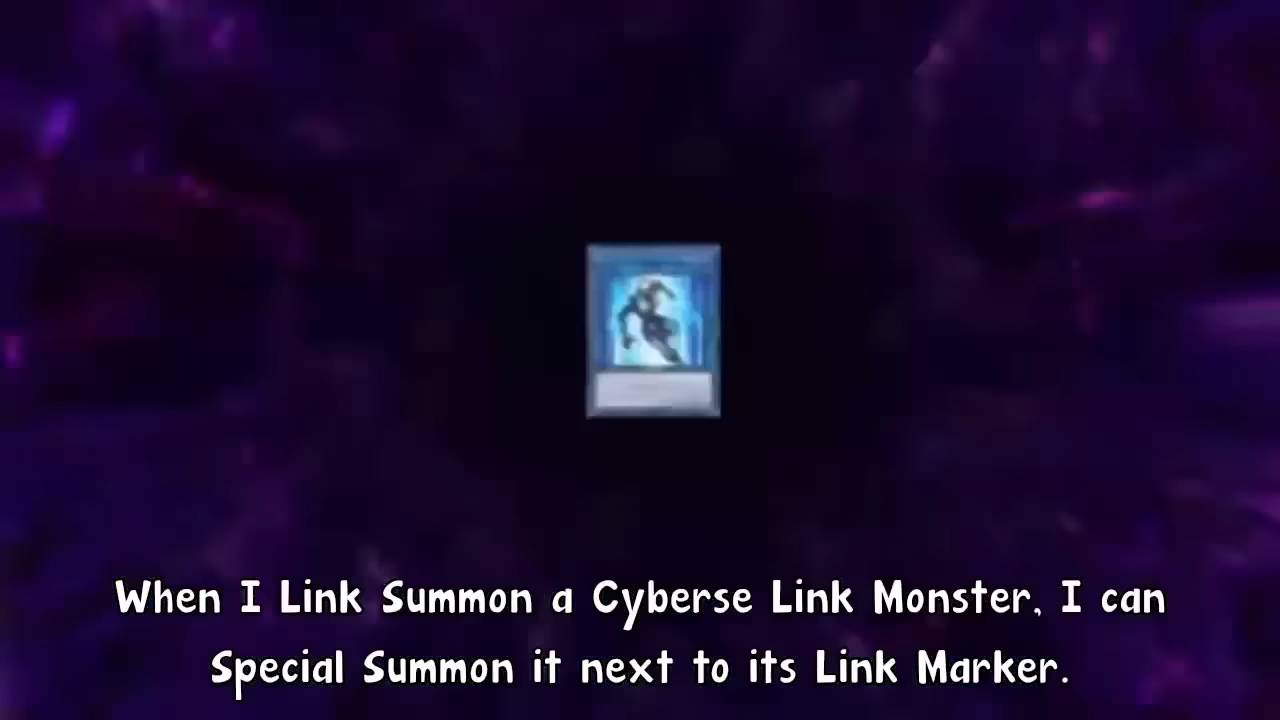 When I Link Summon a Cyberse Link Monster, I can
Special Summon it next to its Link Marker.